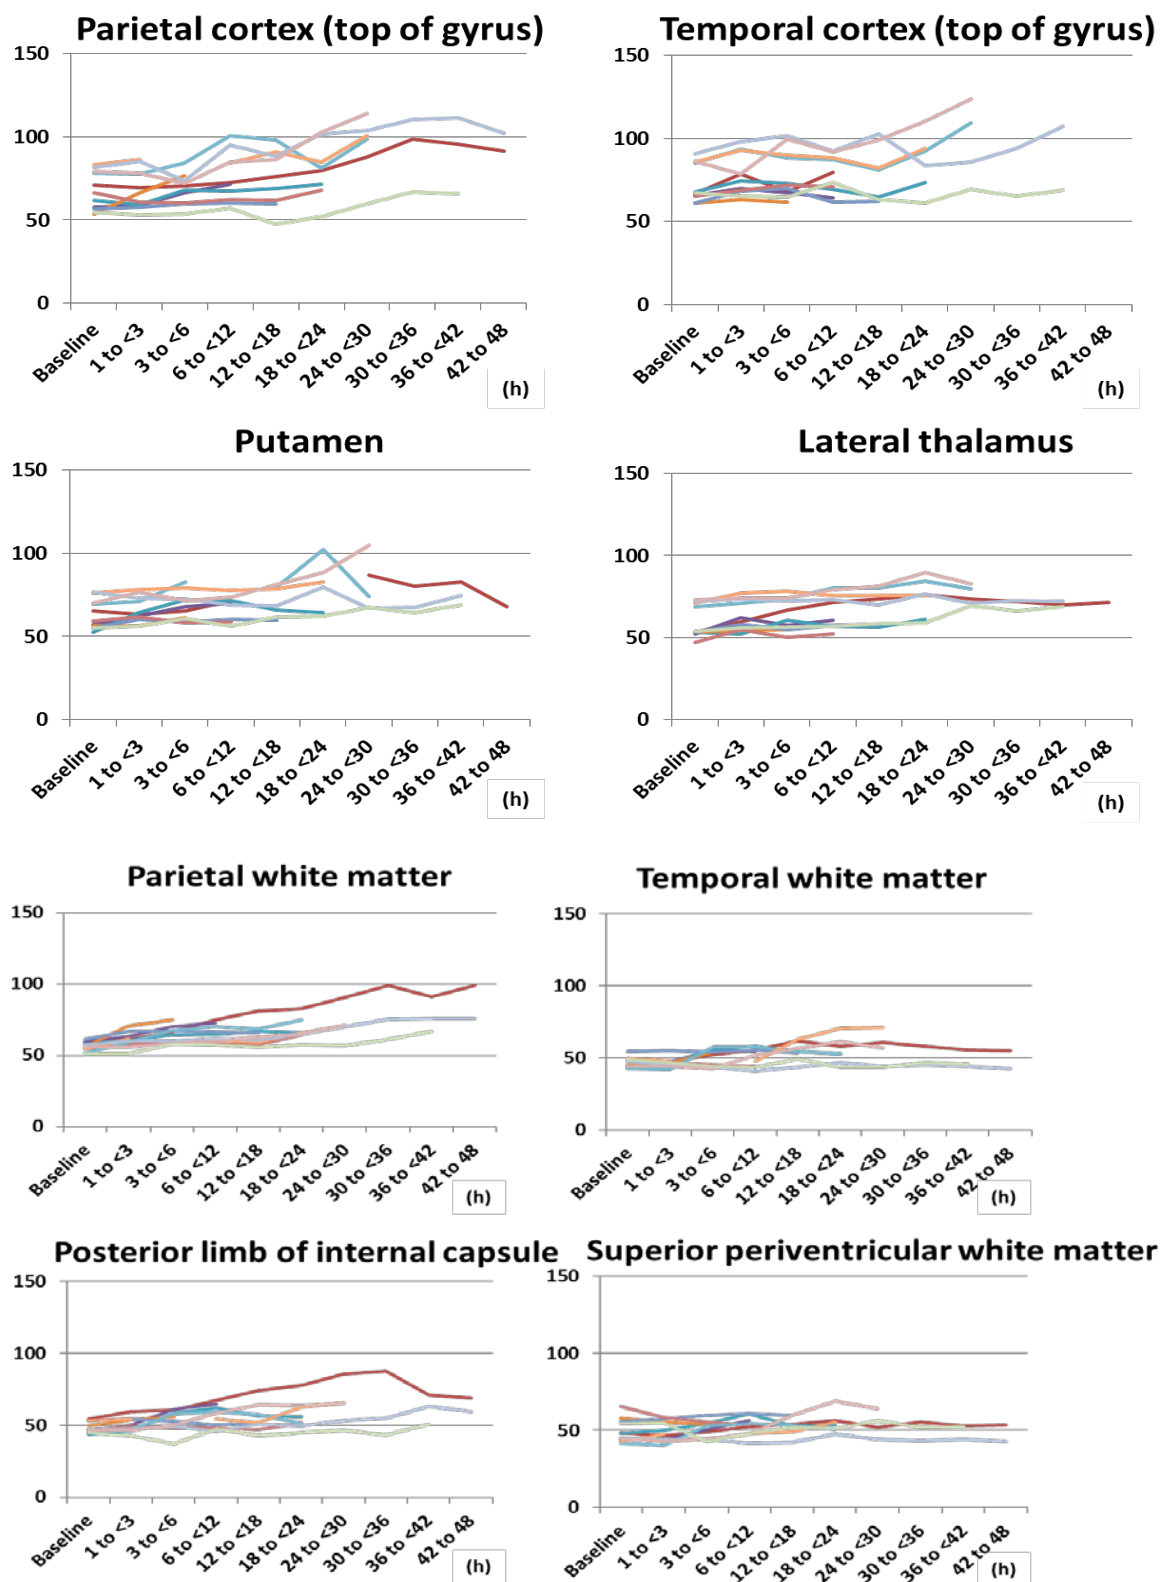 Parietal cortex (top of gyrus)
150
100
50
0
Baseline
1 to <3
3 to <6
6 to <12
12 to <18
18 to <24
24 to <30
30 to <36
36 to <42
42 to 48
(h)
Temporal cortex (top of gyrus)
150
100
50
0
Baseline
1 to <3
3 to <6
6 to <12
12 to <18
18 to <24
24 to <30
30 to <36
36 to <42
42 to 48
(h)
Putamen
150
100
50
0
Baseline
1 to <3
3 to <6
6 to <12
12 to <18
18 to <24
24 to <30
30 to <36
36 to <42
42 to 48
(h)
Lateral thalamus
150
100
50
0
Baseline
1 to <3
3 to <6
6 to <12
12 to <18
18 to <24
24 to <30
30 to <36
36 to <42
42 to 48
(h)
Parietal white matter
150
100
50
0
Baseline
1 to <3
3 to <6
6 to <12
12 to <18
18 to <24
24 to <30
30 to <36
36 to <42
42 to 48
(h)
Temporal white matter
150
100
50
0
Baseline
1 to <3
3 to <6
6 to <12
12 to <18
18 to <24
24 to <30
30 to <36
36 to <42
42 to 48
(h)
Posterior limb of internal capsule
150
100
50
0
Baseline
1 to <3
3 to <6
6 to <12
12 to <18
18 to <24
24 to <30
30 to <36
36 to <42
42 to 48
(h)
Superior periventricular white matter
150
100
50
0
Baseline
1 to <3
3 to <6
6 to <12
12 to <18
18 to <24
24 to <30
30 to <36
36 to <42
42 to 48
(h)